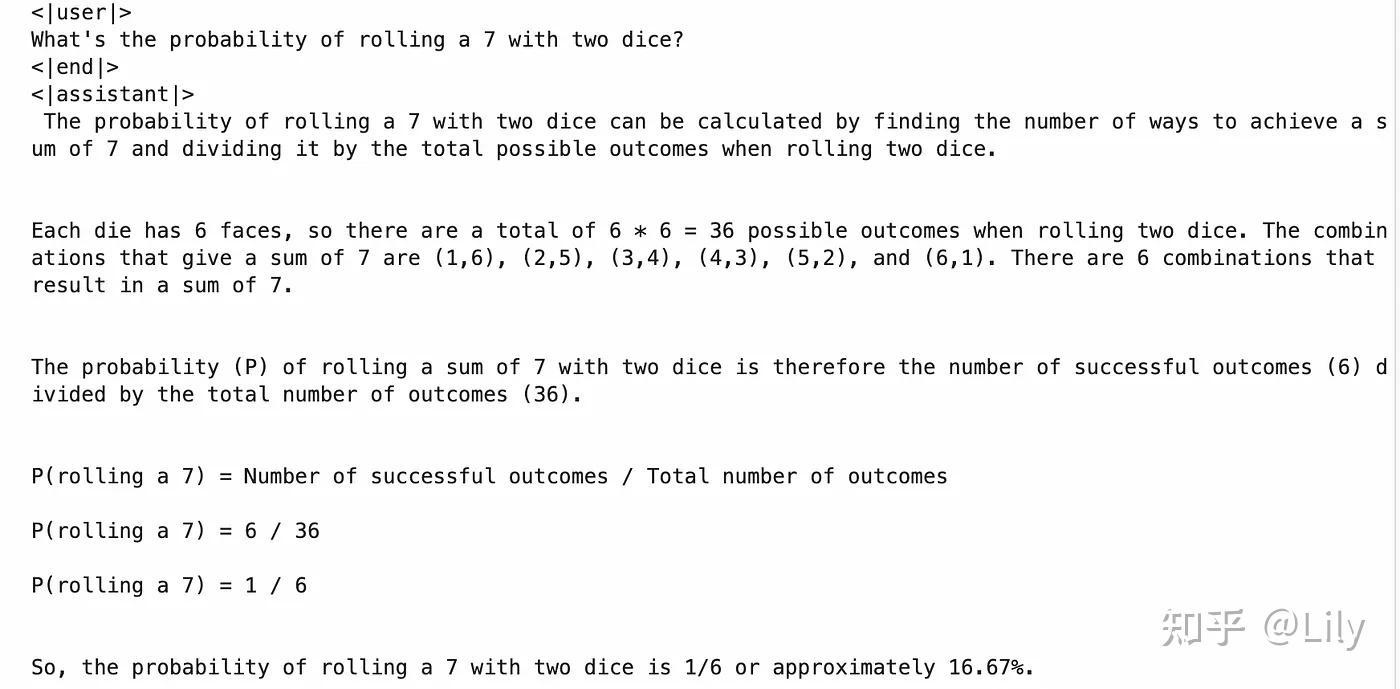 <|user|>
What's the probability of rolling a 7 with two dice?
<|end|>
<|assistant|>
The probability of rolling a 7 with two dice can be calculated by finding the number of ways to achieve a s
um of 7 and dividing it by the total possible outcomes when rolling two dice.
Each die has 6 faces, so there are a total of 6 * 6 = 36 possible outcomes when rolling two dice. The combin
ations that give a sum of 7 are (1,6), (2,5), (3,4), (4,3), (5,2), and (6,1). There are 6 combinations that
result in a sum of 7.
The probability (P) of rolling a sum of 7 with two dice is therefore the number of successful outcomes (6) d
ivided by the total number of outcomes (36).
P(rolling a 7) = Number of successful outcomes / Total number of outcomes
P(rolling a 7) = 6 / 36
P(rolling a 7) = 1 / 6
知乎 @Lily
So, the probability of rolling a 7 with two dice is 1/6 or approximately 16.67%.